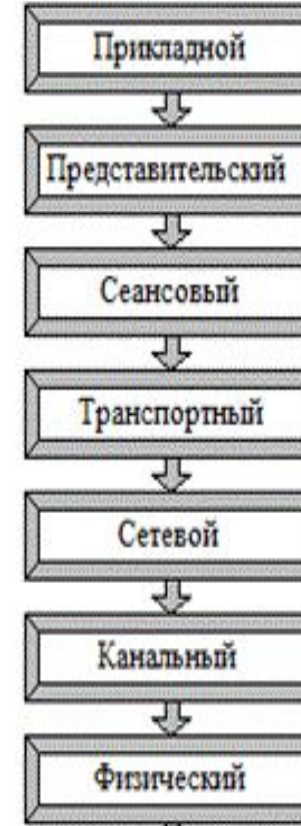 Прикладной
Представительский
Сеансовый
Транспортный
Сетевой
Канальный
Физический